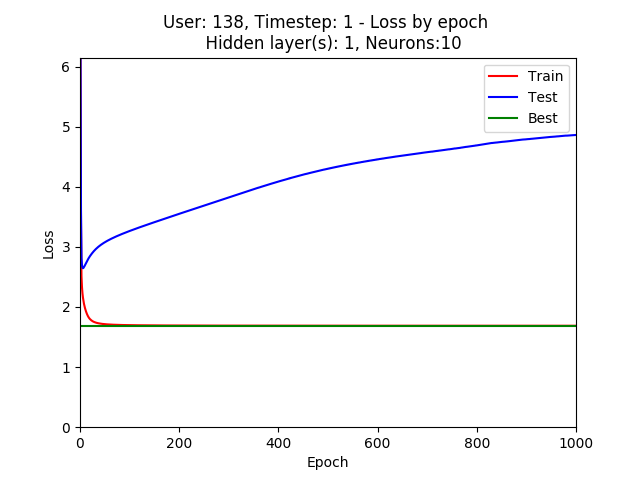 User: 138, Timestep: 1 - Loss by epoch
Hidden layer(s): 1, Neurons:10
Train
Test
Best
6
5
4
3
2
1
0
Loss
0 200 400 600 800 1000
Epoch